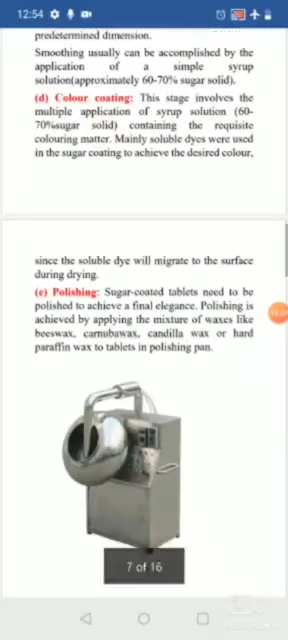 12:54
predetermined dimension.
Smoothing usually can be accomplished by the
application of a simple syrup
solution(approximately 60-70% sugar solid).
(d) Colour coating: This stage involves the
multiple application of syrup solution (60-
70%sugar solid) containing the requisite
colouring matter. Mainly soluble dyes were used
in the sugar coating to achieve the desired colour,
since the soluble dye will migrate to the surface
during drying.
(e) Polishing: Sugar-coated tablets need to be
polished to achieve a final elegance. Polishing is
achieved by applying the mixture of waxes like
beeswax, carnubawax, candilla wax or hard
paraffin wax to tablets in polishing pan.
7 of 16